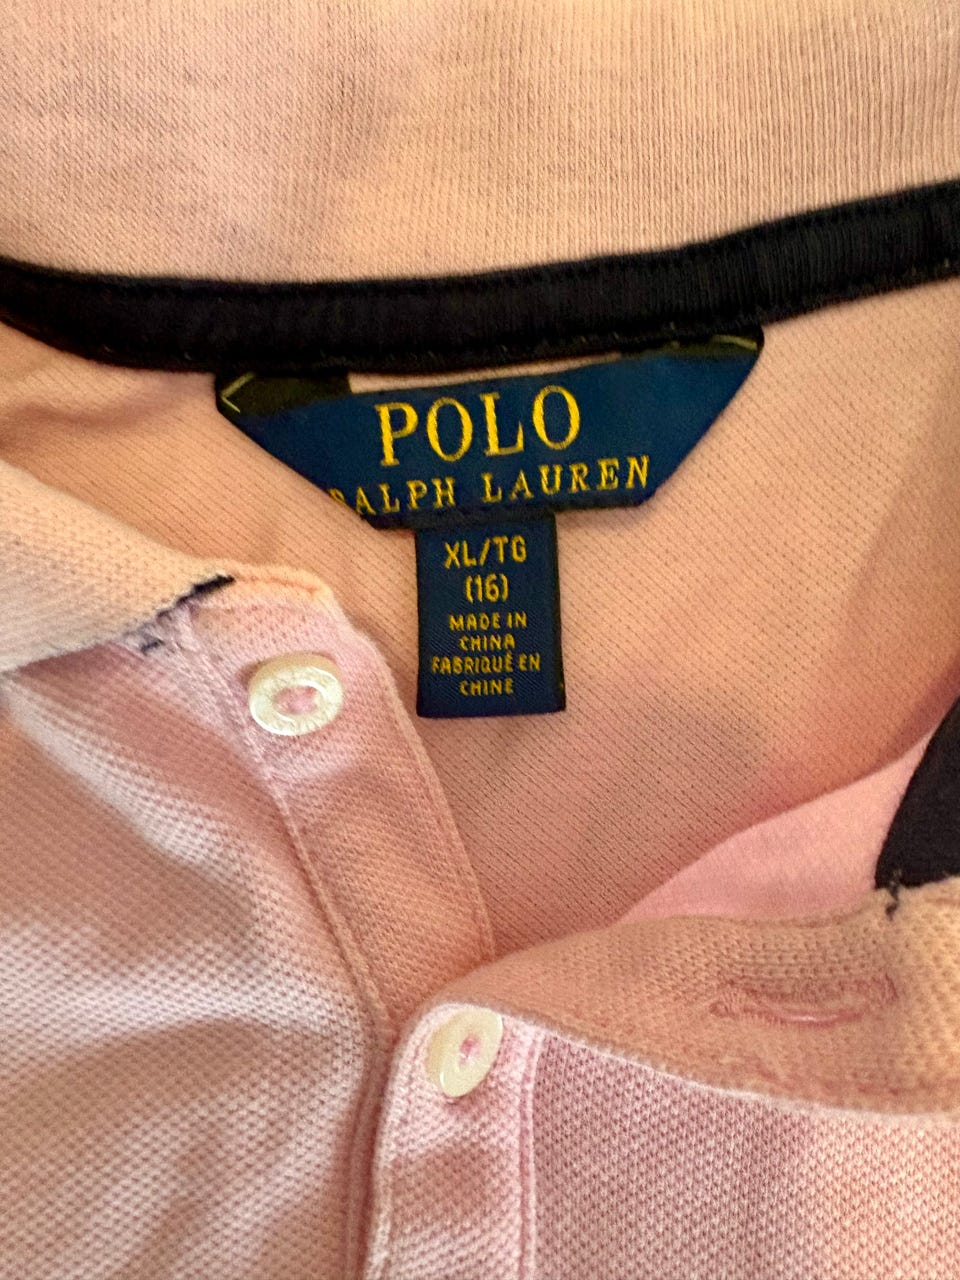 POLO
RALPH LAUREN
XL/TG
(16)
MADE IN
CHINA
FABRIQUÉ EN
CHINE